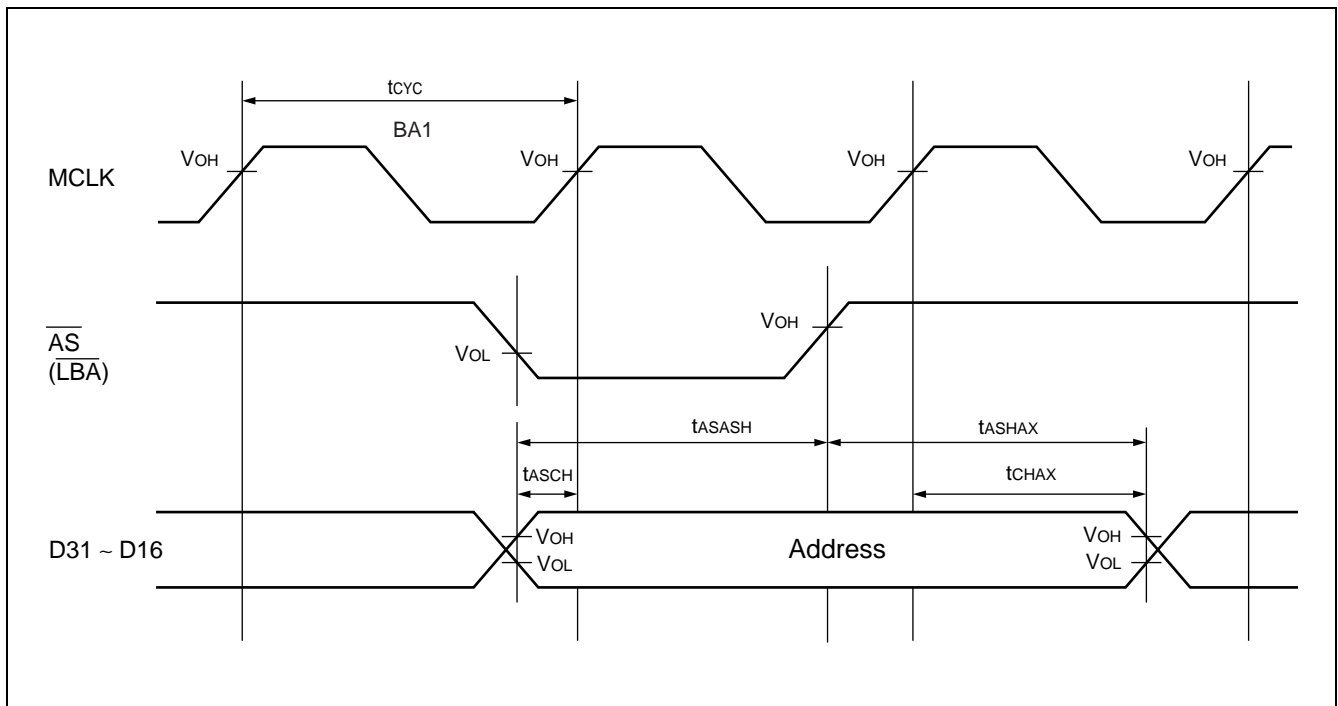 tCYC
BA1
MCLK
VOH
VOH
VOH
VOH
AS
(LBA)
VOL
VOH
tASASH
tASHAX
tASCH
tCHAX
D31 ~ D16
VOH
VOL
Address
VOH
VOL